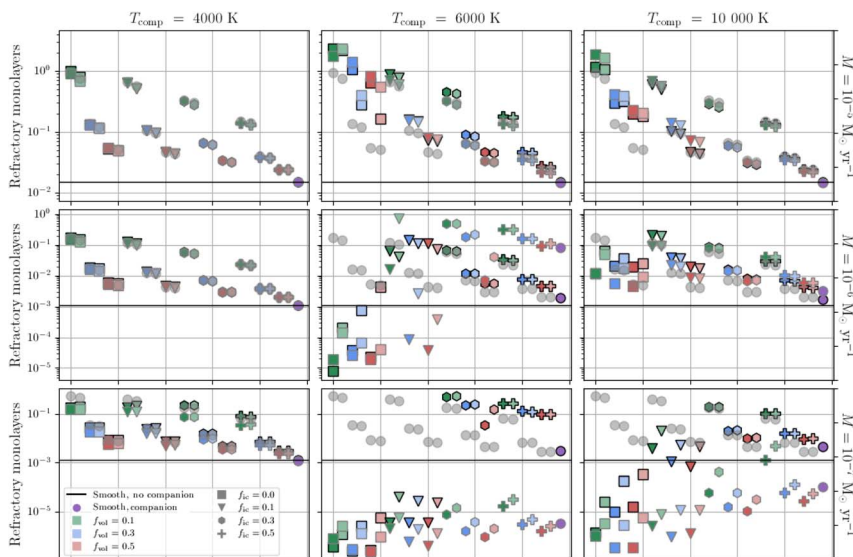 T_comp = 4000 K
T_comp = 6000 K
T_comp = 10 000 K
Refractory monolayers
10^0
10^-1
10^-2
Ṁ = 10^-5 M_⊙ yr^-1
Refractory monolayers
10^0
10^-1
10^-2
10^-3
10^-4
10^-5
Ṁ = 10^-6 M_⊙ yr^-1
Refractory monolayers
10^-1
10^-3
10^-5
Ṁ = 10^-7 M_⊙ yr^-1
Smooth, no companion
Smooth, companion
f_vol = 0.1
f_vol = 0.3
f_vol = 0.5
f_ic = 0.0
f_ic = 0.1
f_ic = 0.3
f_ic = 0.5